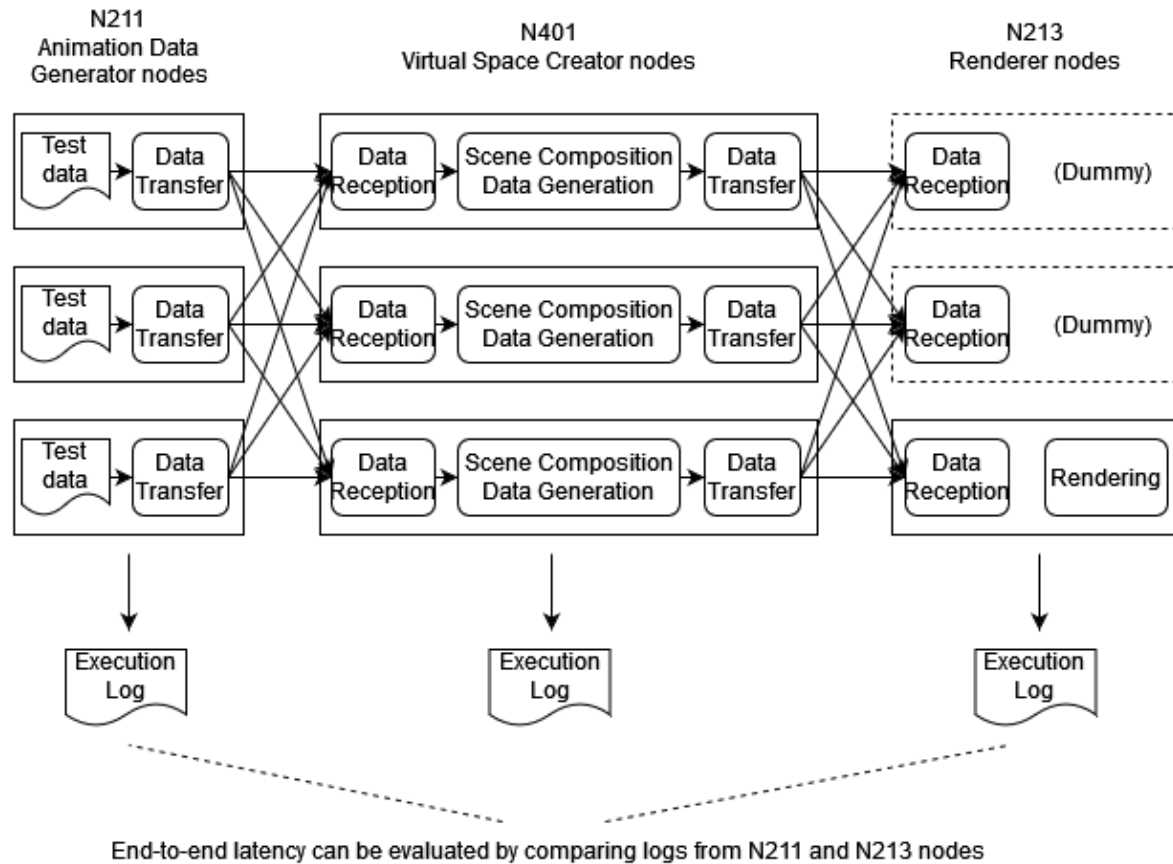 N211
Animation Data
Generator nodes
N401
Virtual Space Creator nodes
N213
Renderer nodes
Test
data
Data
Transfer
Data
Reception
Scene Composition
Data Generation
Data
Transfer
Data
Reception
(Dummy)
Test
data
Data
Transfer
Data
Reception
Scene Composition
Data Generation
Data
Transfer
Data
Reception
(Dummy)
Test
data
Data
Transfer
Data
Reception
Scene Composition
Data Generation
Data
Transfer
Data
Reception
Rendering
Execution
Log
Execution
Log
Execution
Log
End-to-end latency can be evaluated by comparing logs from N211 and N213 nodes